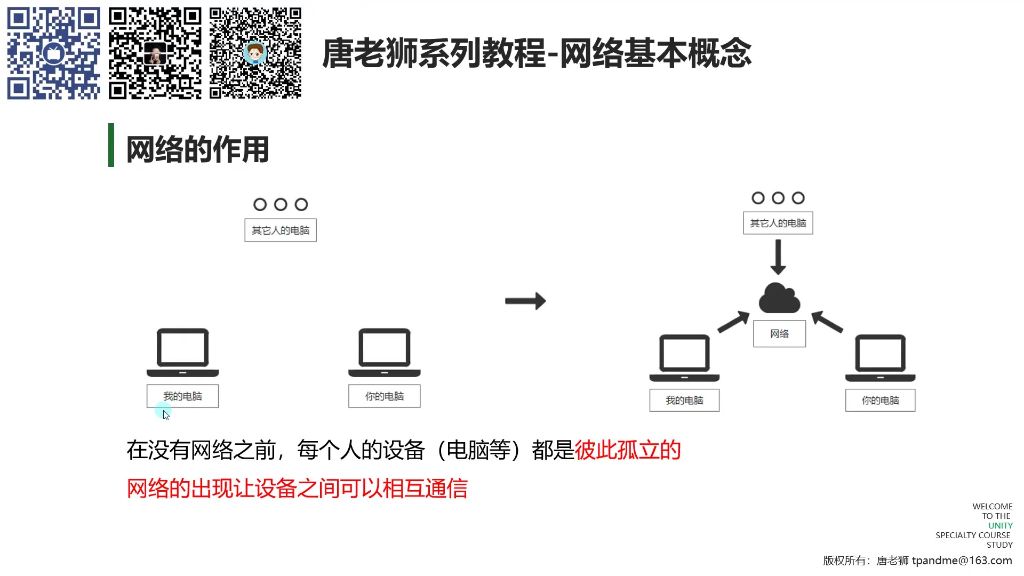 唐老狮系列教程-网络基本概念
网络的作用
其它人的电脑
我的电脑
你的电脑
其它人的电脑
网络
我的电脑
你的电脑
在没有网络之前，每个人的设备（电脑等）都是彼此孤立的
网络的出现让设备之间可以相互通信
WELCOME
TO THE
UNITY
SPECIALTY COURSE
STUDY
版权所有：唐老狮 tpandme@163.com